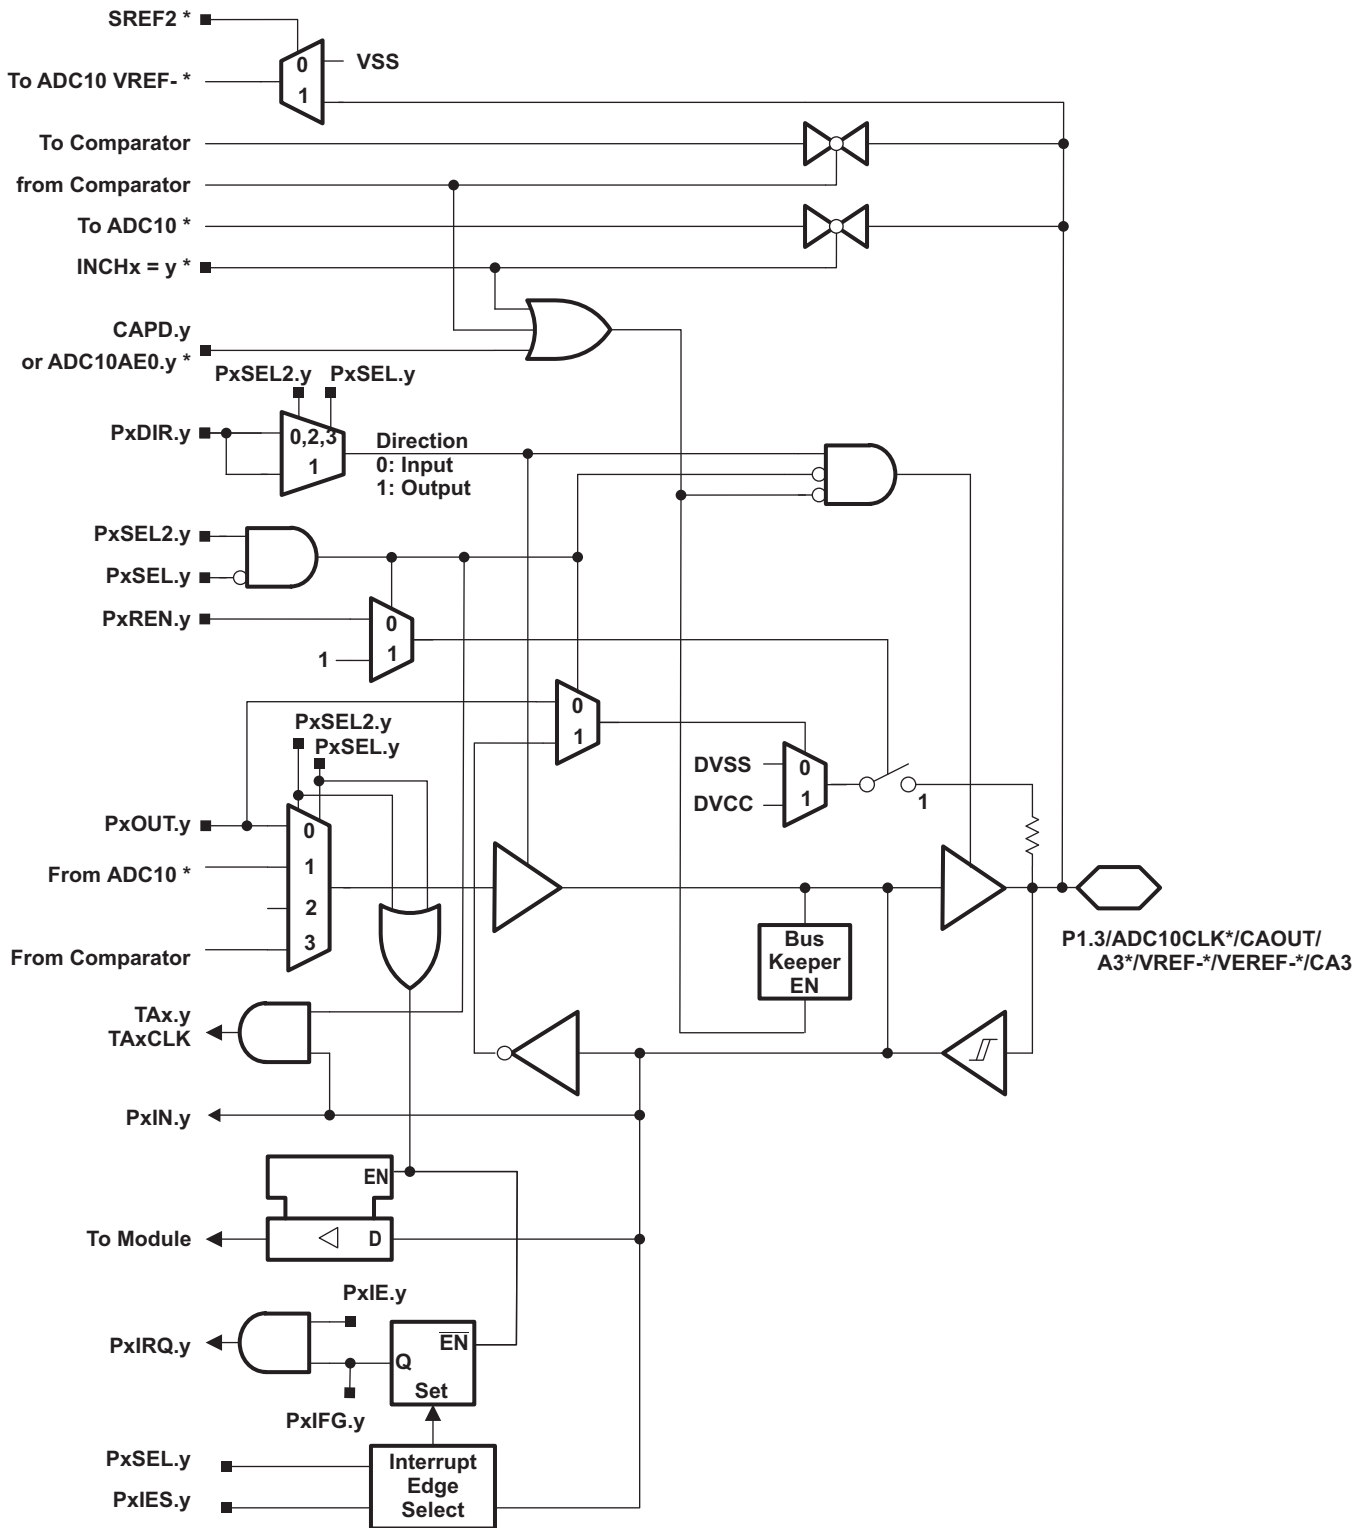 SREF2 *
0
VSS
To ADC10 VREF- *
1
To Comparator
from Comparator
To ADC10 *
INCHx = y *
CAPD.y
or ADC10AE0.y *
PxSEL2.y
PxSEL.y
PxDIR.y
0,2,3
1
Direction
0: Input
1: Output
PxSEL2.y
PxSEL.y
PxREN.y
0
1
1
0
1
PxSEL2.y
PxSEL.y
DVSS
0
DVCC
1
1
PxOUT.y
0
From ADC10 *
1
2
3
From Comparator
Bus
Keeper
EN
P1.3/ADC10CLK*/CAOUT/
A3*/VREF-*/VEREF-*/CA3
TAx.y
TAxCLK
PxIN.y
EN
To Module
D
PxIE.y
PxIRQ.y
EN
Q
Set
PxIFG.y
PxSEL.y
PxIES.y
Interrupt
Edge
Select